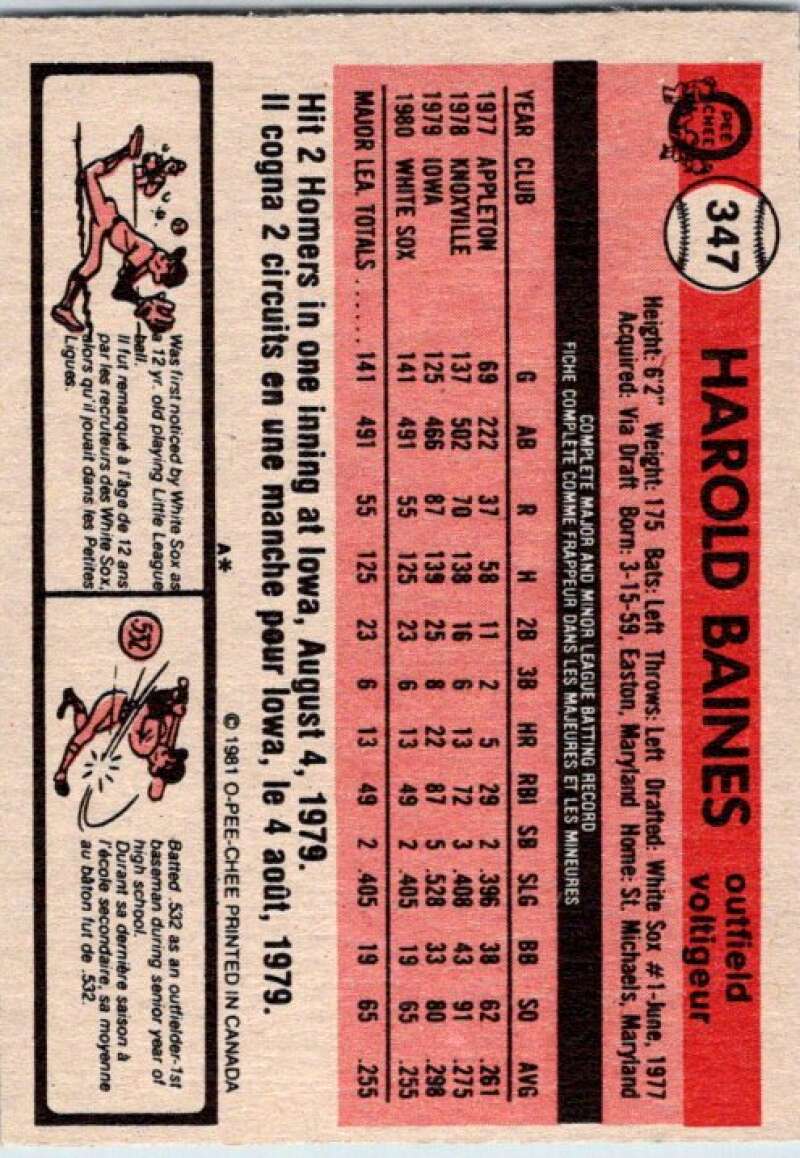 O
PEE
CHEE
347
HAROLD BAINES
outfield
voltigeur
Height: 6'2" Weight: 175 Bats: Left Throws: Left Drafted: White Sox #1-June, 1977
Acquired: Via Draft Born: 3-15-59, Easton, Maryland Home: St. Michaels, Maryland
COMPLETE MAJOR AND MINOR LEAGUE BATTING RECORD
FICHE COMPLETE COMME FRAPPEUR DANS LES MAJEURES ET LES MINEURES
YEAR CLUB G AB R H 2B 3B HR RBI SB SLG BB SO AVG
1977 APPLETON 69 222 37 58 11 2 5 29 2 .396 38 62 .261
1978 KNOXVILLE 137 502 70 138 16 6 13 72 3 .408 43 91 .275
1979 IOWA 125 466 87 139 25 8 22 87 5 .528 33 80 .298
1980 WHITE SOX 141 491 55 125 23 6 13 49 2 .405 19 65 .255
MAJOR LEA. TOTALS ...... 141 491 55 125 23 6 13 49 2 .405 19 65 .255
Hit 2 Homers in one inning at Iowa, August 4, 1979.
Il cogna 2 circuits en une manche pour Iowa, le 4 août, 1979.
A* © 1981 O-PEE-CHEE PRINTED IN CANADA
Was first noticed by White Sox as
a 12 yr. old playing Little League
ball.
Il fut remarqué à l'âge de 12 ans
par les recruteurs des White Sox,
alors qu'il jouait dans les Petites
Ligues.
.532
Batted .532 as an outfielder-1st
baseman during senior year of
high school.
Durant sa dernière saison à
l'école secondaire, sa moyenne
au bâton fut de .532.